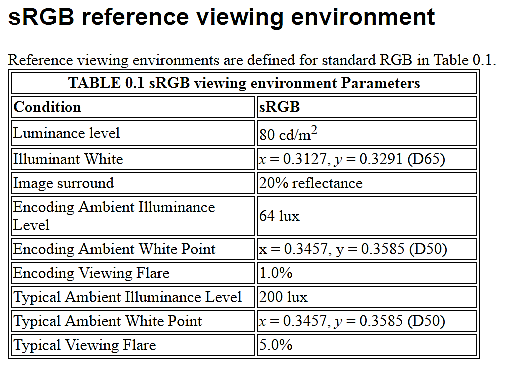 sRGB reference viewing environment
Reference viewing environments are defined for standard RGB in Table 0.1.
TABLE 0.1 sRGB viewing environment Parameters
Condition sRGB
Luminance level 80 cd/m²
Illuminant White x = 0.3127, y = 0.3291 (D65)
Image surround 20% reflectance
Encoding Ambient Illuminance
Level 64 lux
Encoding Ambient White Point x = 0.3457, y = 0.3585 (D50)
Encoding Viewing Flare 1.0%
Typical Ambient Illuminance Level 200 lux
Typical Ambient White Point x = 0.3457, y = 0.3585 (D50)
Typical Viewing Flare 5.0%